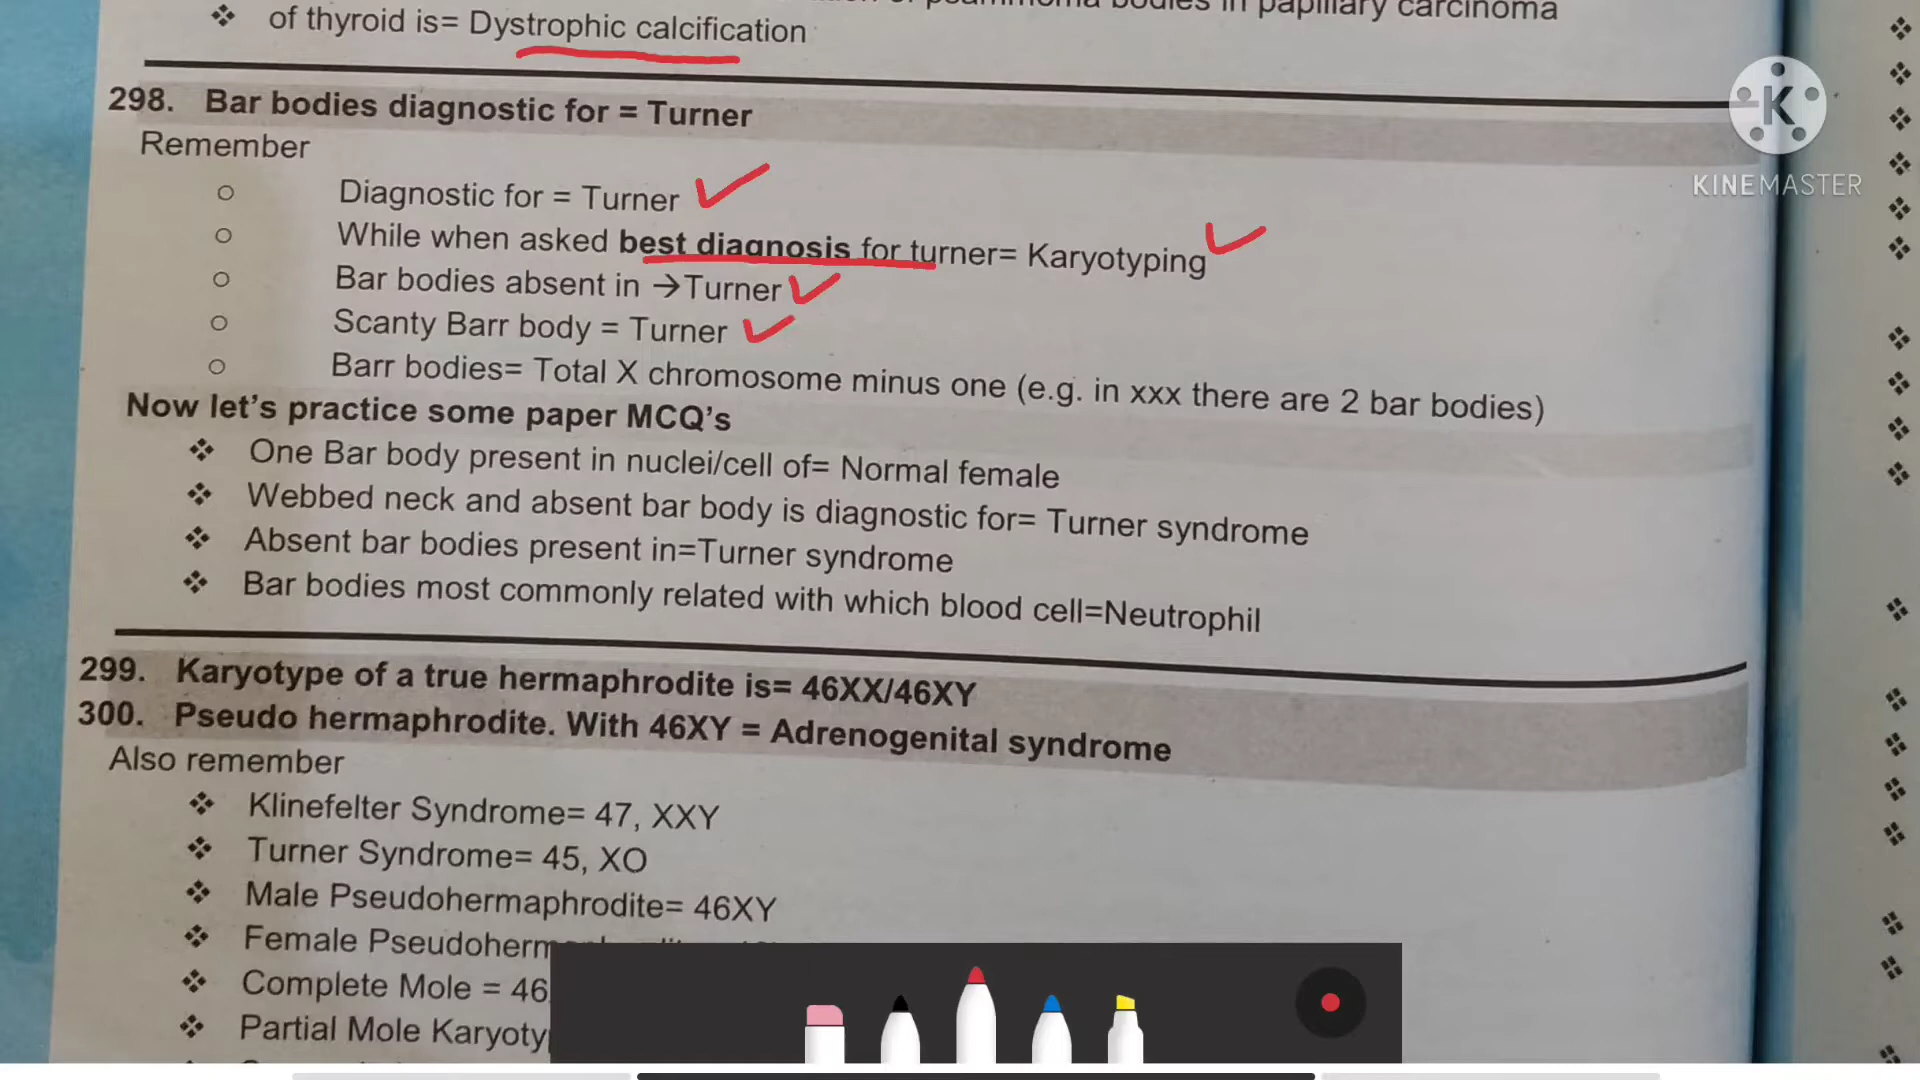 of psammoma bodies in papillary carcinoma
❖ of thyroid is= Dystrophic calcification
298. Bar bodies diagnostic for = Turner
Remember
○ Diagnostic for = Turner
○ While when asked best diagnosis for turner= Karyotyping
○ Bar bodies absent in →Turner
○ Scanty Barr body = Turner
○ Barr bodies= Total X chromosome minus one (e.g. in xxx there are 2 bar bodies)
Now let's practice some paper MCQ's
❖ One Bar body present in nuclei/cell of= Normal female
❖ Webbed neck and absent bar body is diagnostic for= Turner syndrome
❖ Absent bar bodies present in=Turner syndrome
❖ Bar bodies most commonly related with which blood cell=Neutrophil
299. Karyotype of a true hermaphrodite is= 46XX/46XY
300. Pseudo hermaphrodite. With 46XY = Adrenogenital syndrome
Also remember
❖ Klinefelter Syndrome= 47, XXY
❖ Turner Syndrome= 45, XO
❖ Male Pseudohermaphrodite= 46XY
❖ Female
❖ Complete Mole = 46
❖ Partial Mole
K
KINEMASTER